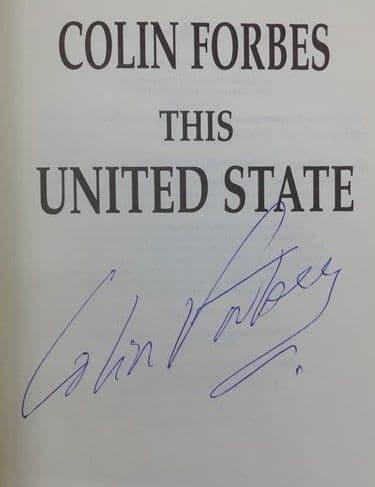 COLIN FORBES
THIS
UNITED STATE
Colin Forbes